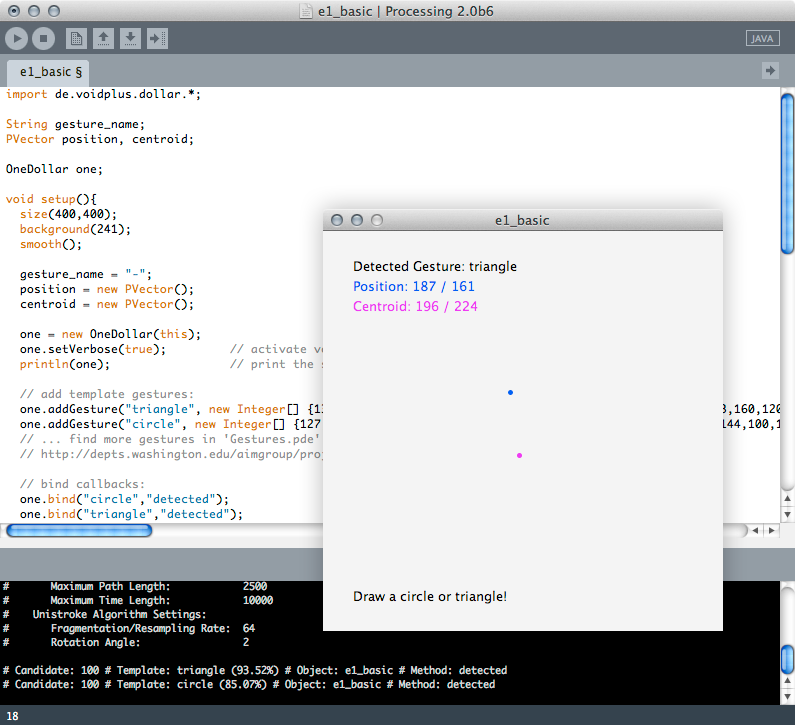 e1_basic | Processing 2.0b6
JAVA
e1_basic §
import de.voidplus.dollar.*;
String gesture_name;
PVector position, centroid;
OneDollar one;
void setup(){
size(400,400);
background(241);
smooth();
gesture_name = "-";
position = new PVector();
centroid = new PVector();
one = new OneDollar(this);
one.setVerbose(true); // activate
println(one); // print the
// add template gestures:
one.addGesture("triangle", new Integer[] {1 ,160,120
one.addGesture("circle", new Integer[] {127 144,100,1
// ... find more gestures in 'Gestures.pde'
// http://depts.washington.edu/aimgroup/pro
// bind callbacks:
one.bind("circle","detected");
one.bind("triangle","detected");
e1_basic
Detected Gesture: triangle
Position: 187 / 161
Centroid: 196 / 224
Draw a circle or triangle!
# Maximum Path Length: 2500
# Maximum Time Length: 10000
# Unistroke Algorithm Settings:
# Fragmentation/Resampling Rate: 64
# Rotation Angle: 2
# Candidate: 100 # Template: triangle (93.52%) # Object: e1_basic # Method: detected
# Candidate: 100 # Template: circle (85.07%) # Object: e1_basic # Method: detected
18